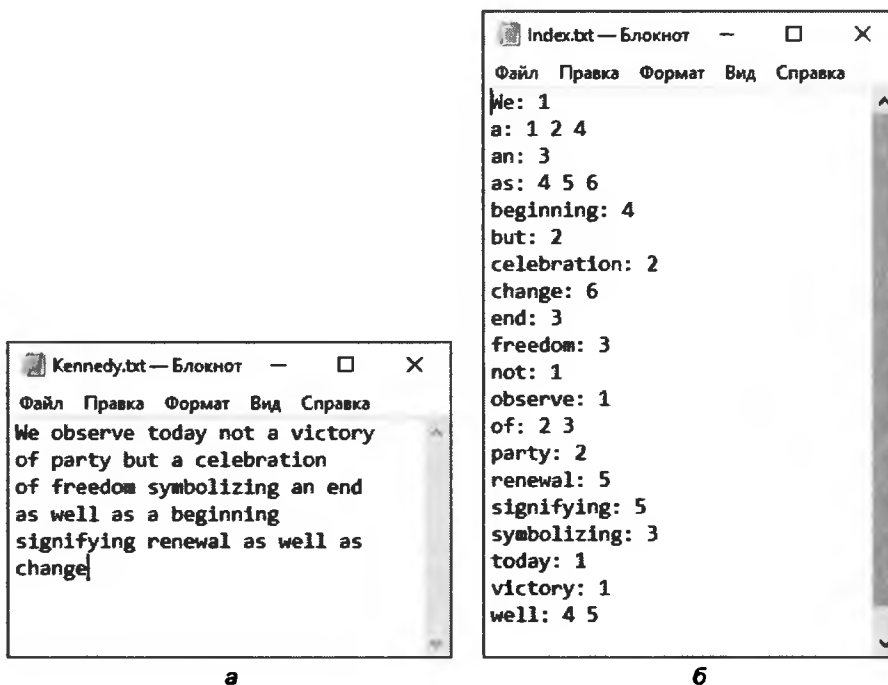 Kennedy.txt — Блокнот
Файл Правка Формат Вид Справка
We observe today not a victory
of party but a celebration
of freedom symbolizing an end
as well as a beginning
signifying renewal as well as
change
а
Index.txt — Блокнот
Файл Правка Формат Вид Справка
We: 1
a: 1 2 4
an: 3
as: 4 5 6
beginning: 4
but: 2
celebration: 2
change: 6
end: 3
freedom: 3
not: 1
observe: 1
of: 2 3
party: 2
renewal: 5
signifying: 5
symbolizing: 3
today: 1
victory: 1
well: 4 5
б